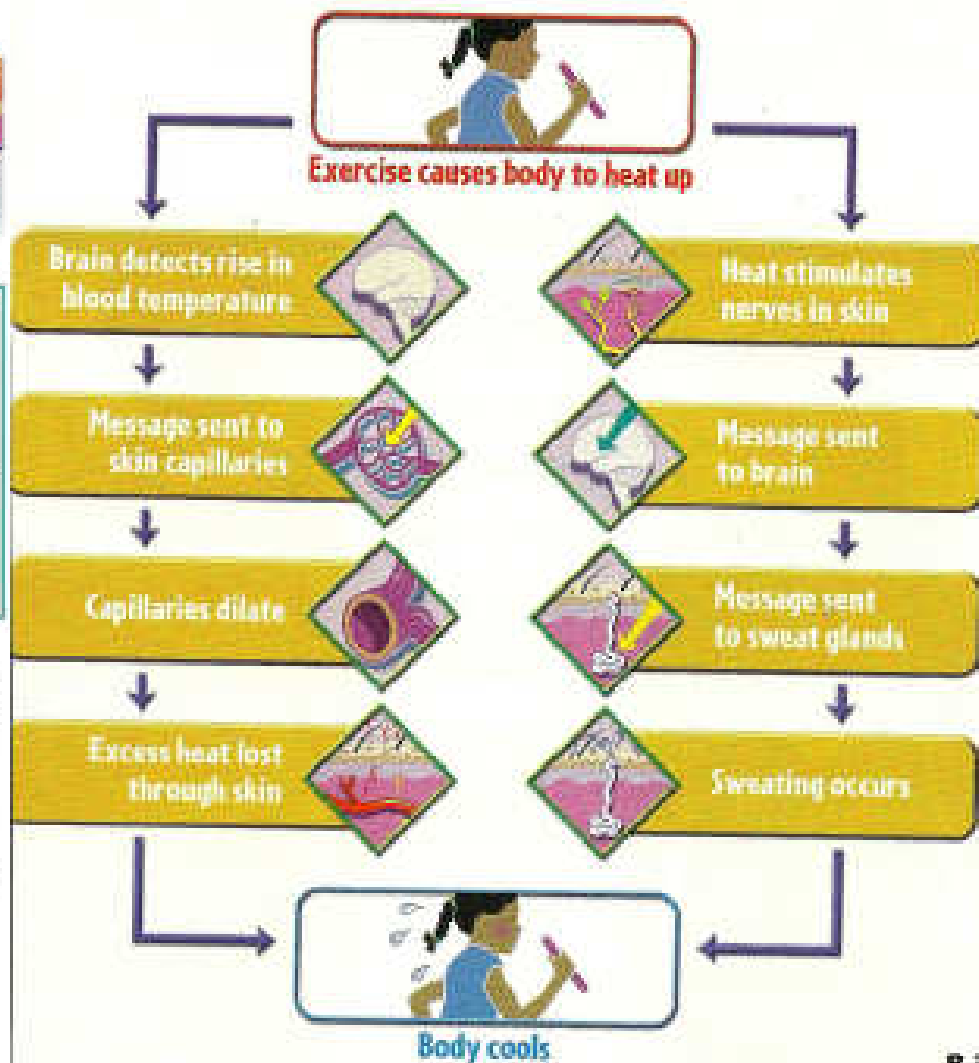 Exercise causes body to heat up
Brain detects rise in
blood temperature
Message sent to
skin capillaries
Capillaries dilate
Excess heat lost
through skin
Heat stimulates
nerves in skin
Message sent
to brain
Message sent
to sweat glands
Sweating occurs
Body cools